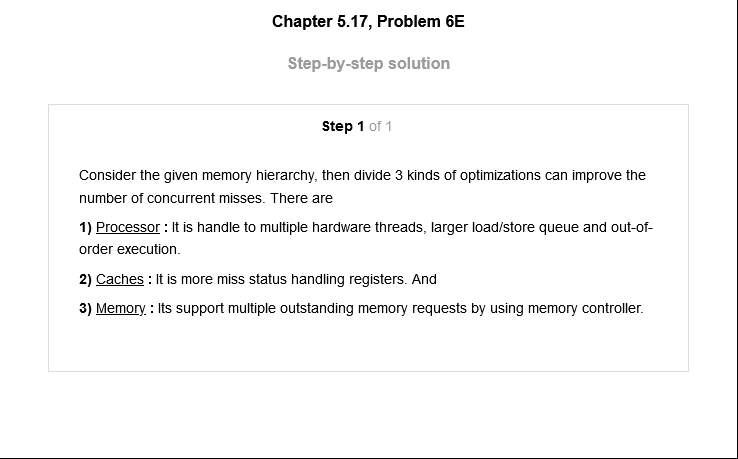 Chapter 5.17, Problem 6E
Step-by-step solution
Step 1 of 1
Consider the given memory hierarchy, then divide 3 kinds of optimizations can improve the
number of concurrent misses. There are
1) Processor : It is handle to multiple hardware threads, larger load/store queue and out-of-
order execution.
2) Caches : It is more miss status handling registers. And
3) Memory : Its support multiple outstanding memory requests by using memory controller.